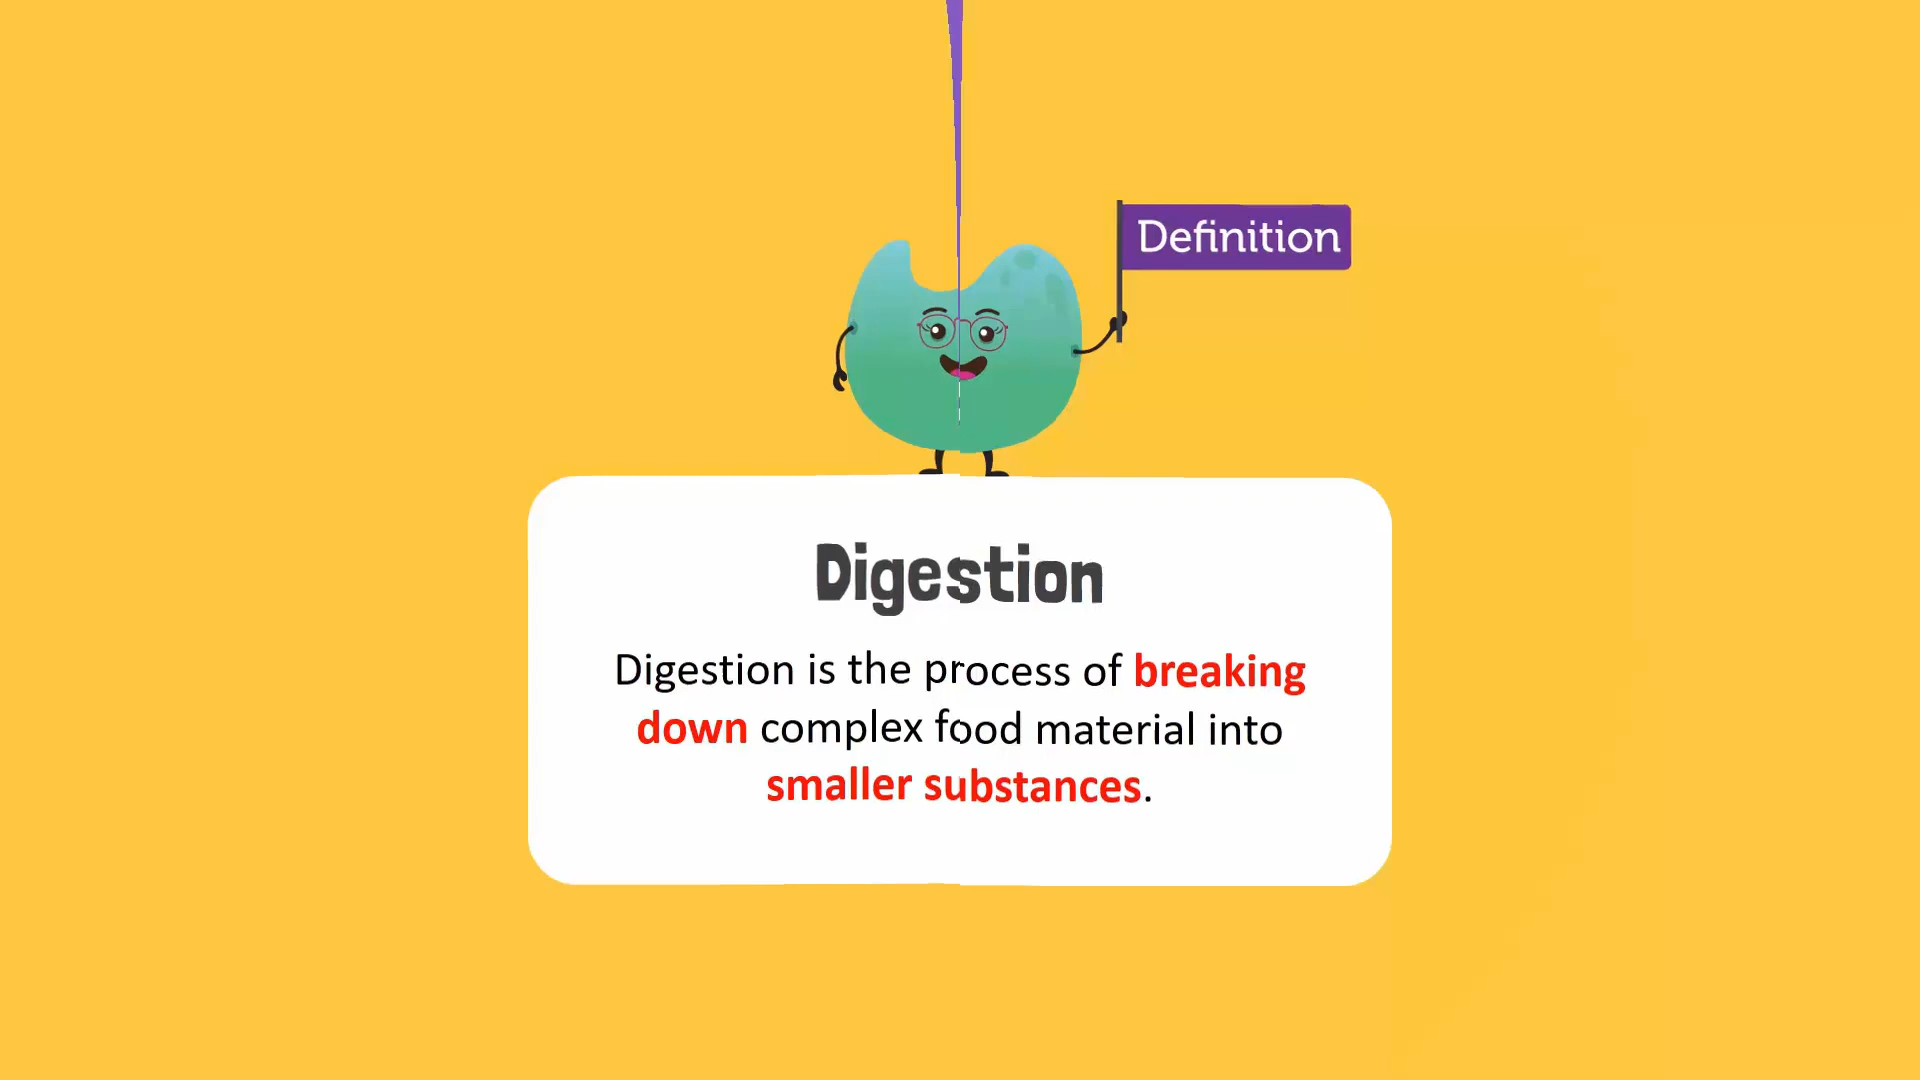 Definition
Digestion
Digestion is the process of breaking
down complex food material into
smaller substances.